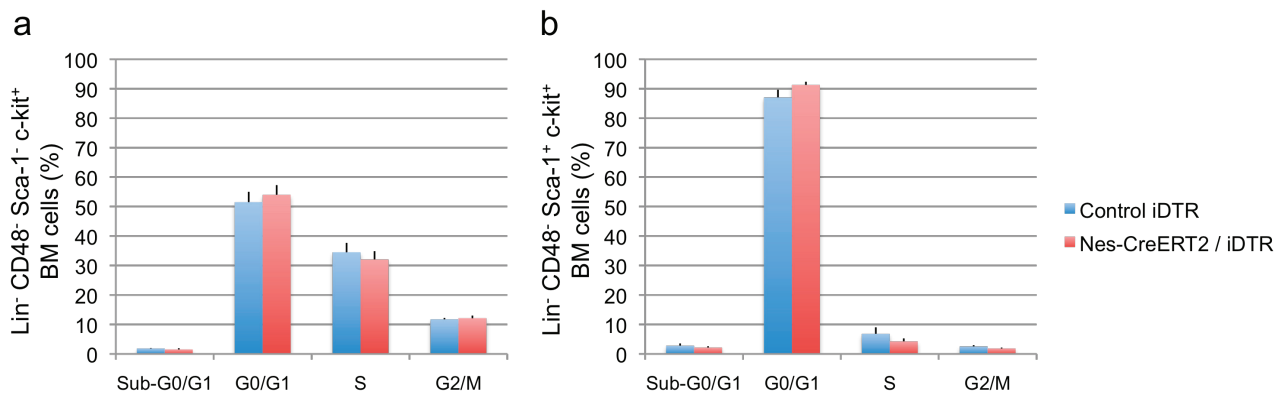 a
Lin⁻ CD48⁻ Sca-1⁻ c-kit⁺
BM cells (%)
100
90
80
70
60
50
40
30
20
10
0
Sub-G0/G1 G0/G1 S G2/M
b
Lin⁻ CD48⁻ Sca-1⁺ c-kit⁺
BM cells (%)
100
90
80
70
60
50
40
30
20
10
0
Sub-G0/G1 G0/G1 S G2/M
Control iDTR
Nes-CreERT2 / iDTR